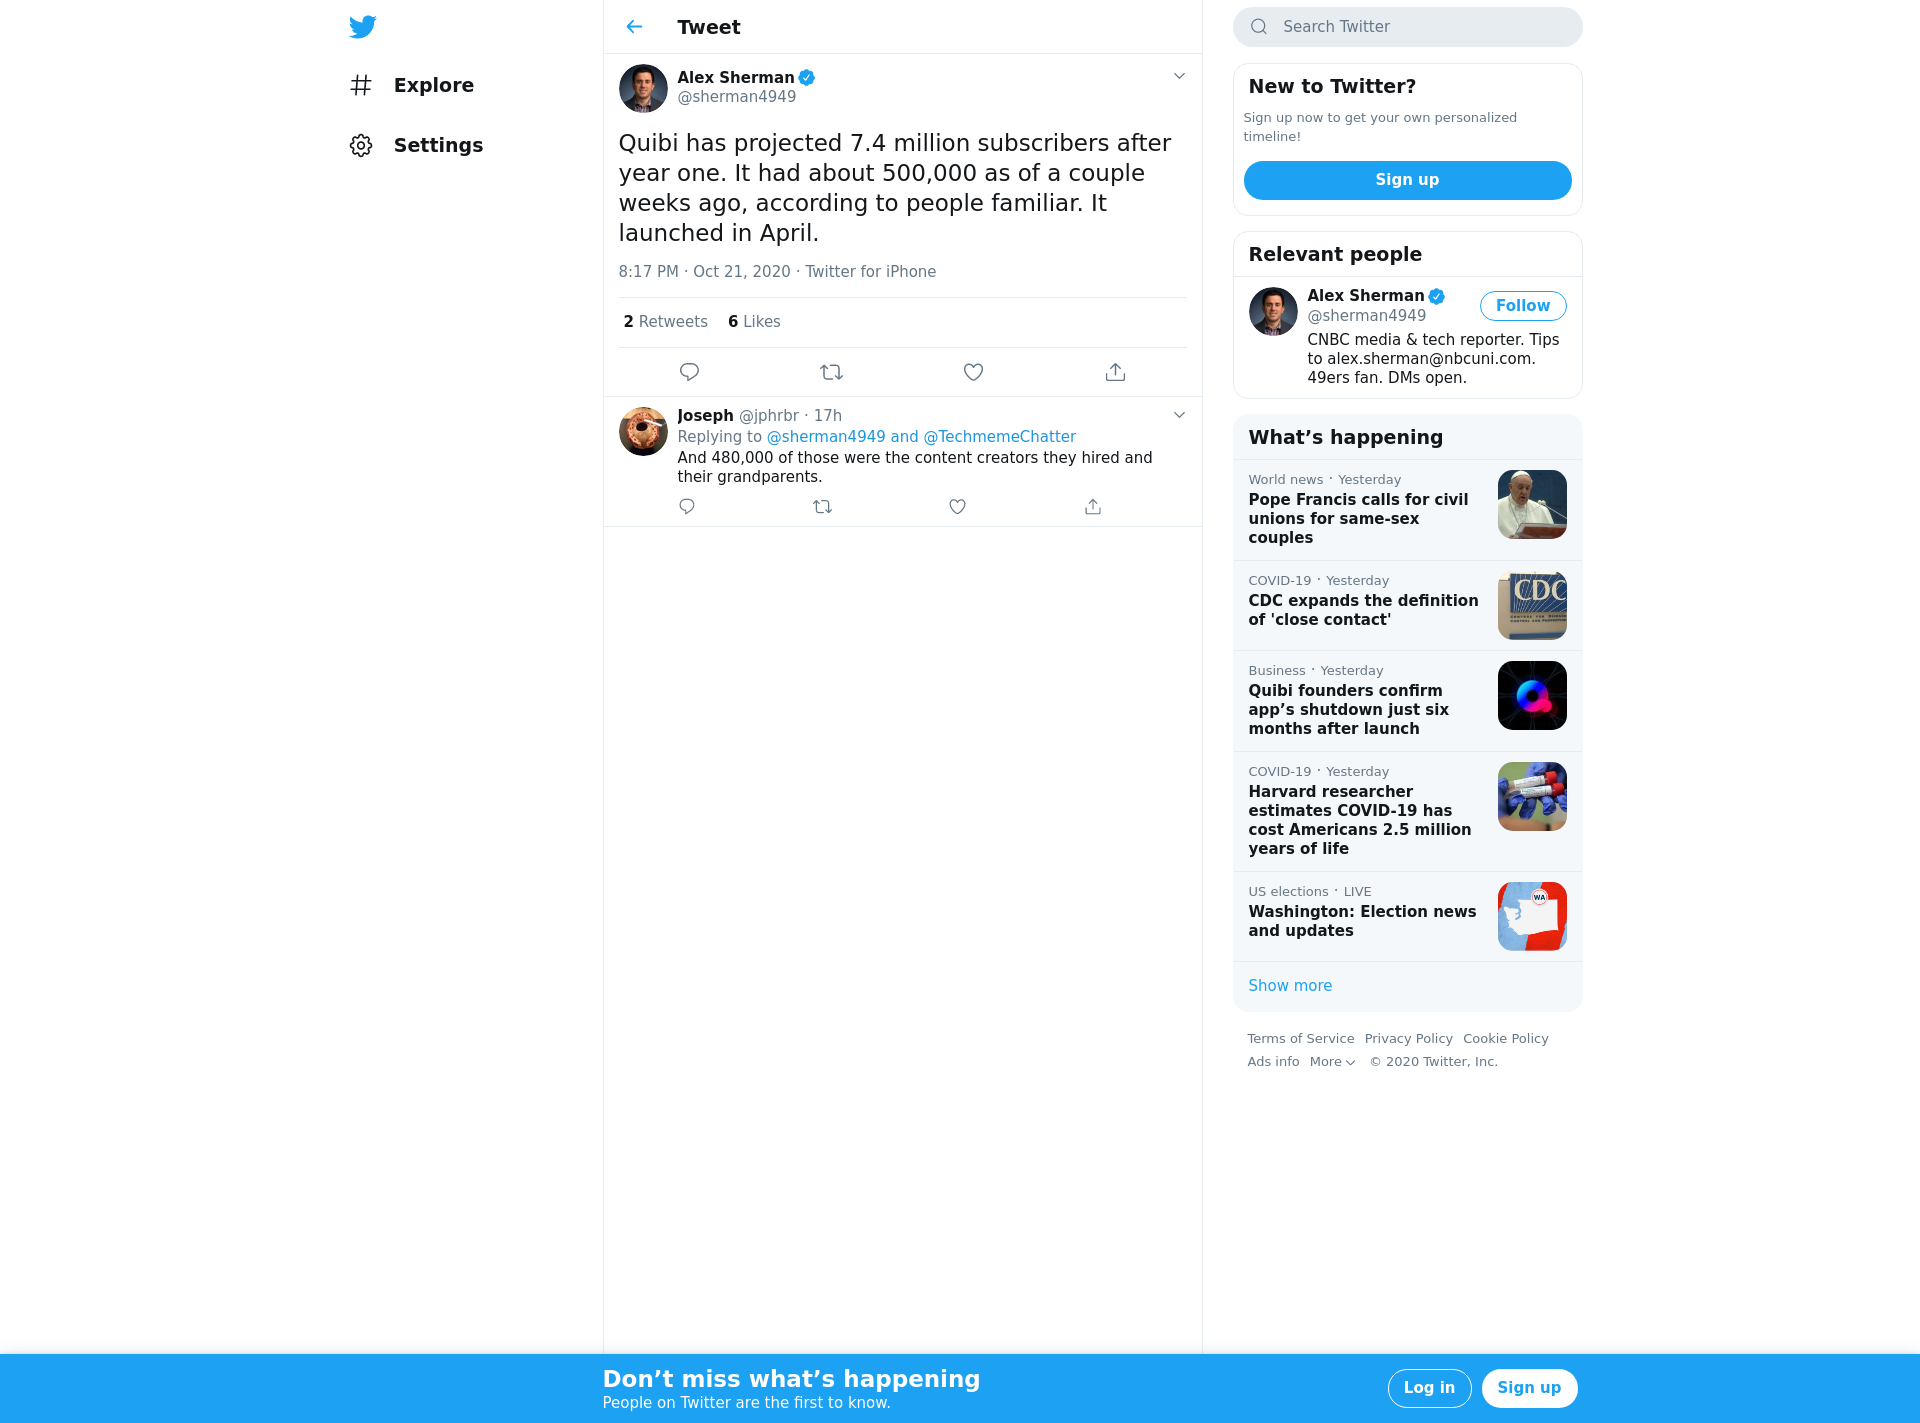 Explore
Settings
Tweet
Alex Sherman
@sherman4949
Quibi has projected 7.4 million subscribers after
year one. It had about 500,000 as of a couple
weeks ago, according to people familiar. It
launched in April.
8:17 PM · Oct 21, 2020 · Twitter for iPhone
2 Retweets 6 Likes
Joseph @jphrbr · 17h
Replying to @sherman4949 and @TechmemeChatter
And 480,000 of those were the content creators they hired and
their grandparents.
Search Twitter
New to Twitter?
Sign up now to get your own personalized
timeline!
Sign up
Relevant people
Alex Sherman
@sherman4949
Follow
CNBC media & tech reporter. Tips
to alex.sherman@nbcuni.com.
49ers fan. DMs open.
What’s happening
World news · Yesterday
Pope Francis calls for civil
unions for same-sex
couples
COVID-19 · Yesterday
CDC expands the definition
of 'close contact'
CDC
Business · Yesterday
Quibi founders confirm
app’s shutdown just six
months after launch
COVID-19 · Yesterday
Harvard researcher
estimates COVID-19 has
cost Americans 2.5 million
years of life
US elections · LIVE
Washington: Election news
and updates
WA
Show more
Terms of Service Privacy Policy Cookie Policy
Ads info More © 2020 Twitter, Inc.
Don’t miss what’s happening
People on Twitter are the first to know.
Log in
Sign up